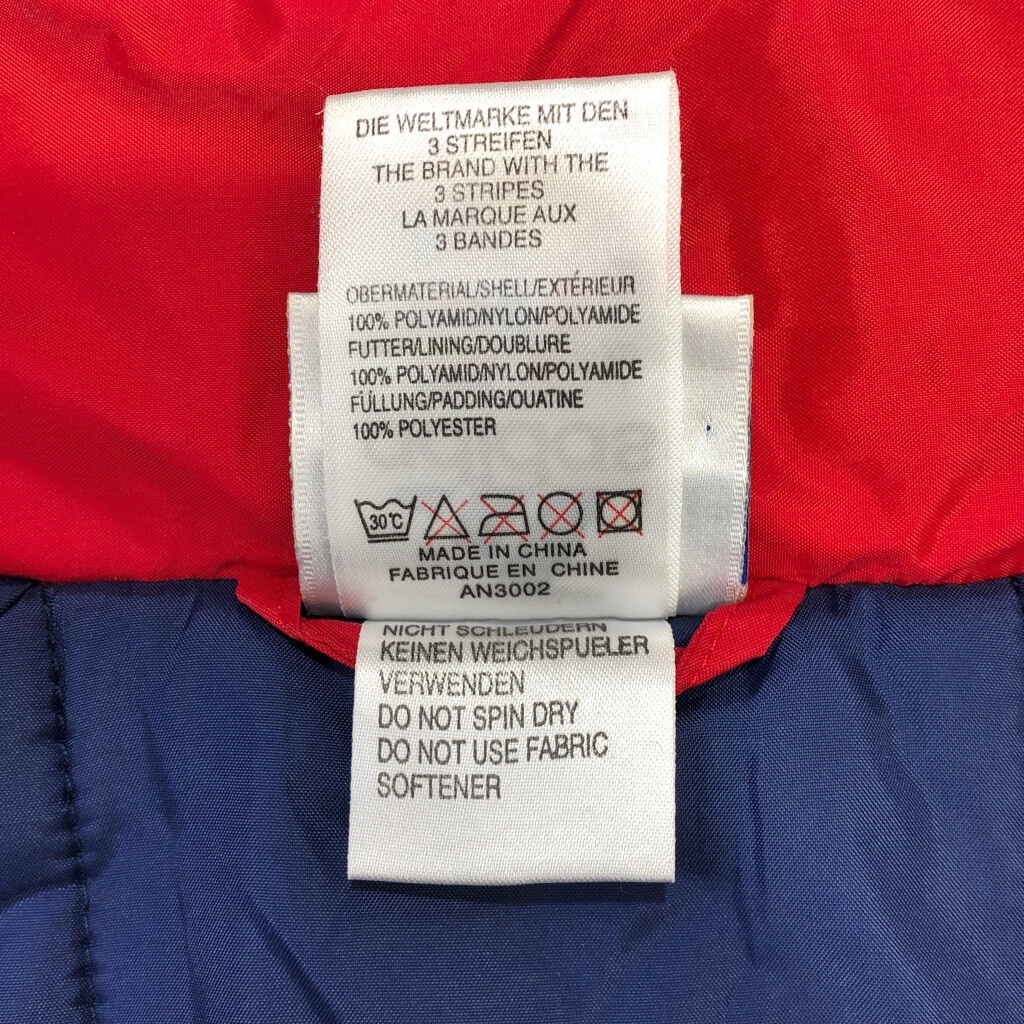 DIE WELTMARKE MIT DEN
3 STREIFEN
THE BRAND WITH THE
3 STRIPES
LA MARQUE AUX
3 BANDES
OBERMATERIAL/SHELL/EXTÉRIEUR
100% POLYAMID/NYLON/POLYAMIDE
FUTTER/LINING/DOUBLURE
100% POLYAMID/NYLON/POLYAMIDE
FÜLLUNG/PADDING/OUATINE
100% POLYESTER
30°C
MADE IN CHINA
FABRIQUE EN CHINE
AN3002
NICHT SCHLEUDERN
KEINEN WEICHSPUELER
VERWENDEN
DO NOT SPIN DRY
DO NOT USE FABRIC
SOFTENER